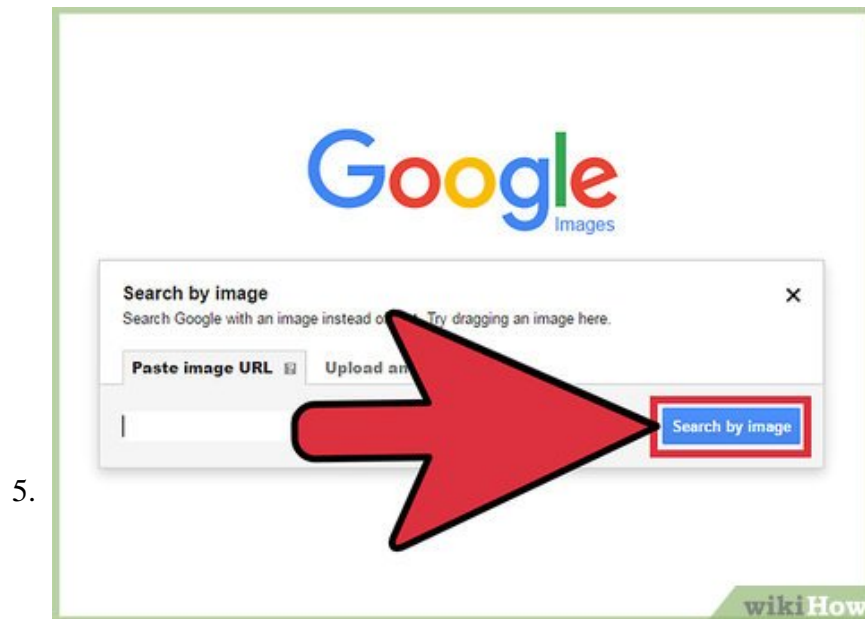 Google
Images
Search by image
Search Google with an image instead of Try dragging an image here.
Paste image URL Upload an
Search by image
5.
wikiHow